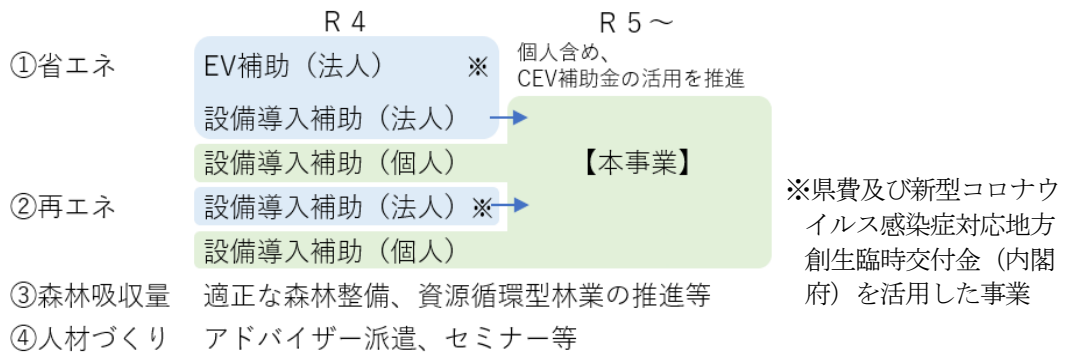 R4 R5～
①省エネ EV補助（法人） ※ 個人含め、
CEV補助金の活用を推進
設備導入補助（法人）
設備導入補助（個人） 【本事業】
②再エネ 設備導入補助（法人）※
設備導入補助（個人）
③森林吸収量 適正な森林整備、資源循環型林業の推進等
④人材づくり アドバイザー派遣、セミナー等
※県費及び新型コロナウ
イルス感染症対応地方
創生臨時交付金（内閣
府）を活用した事業